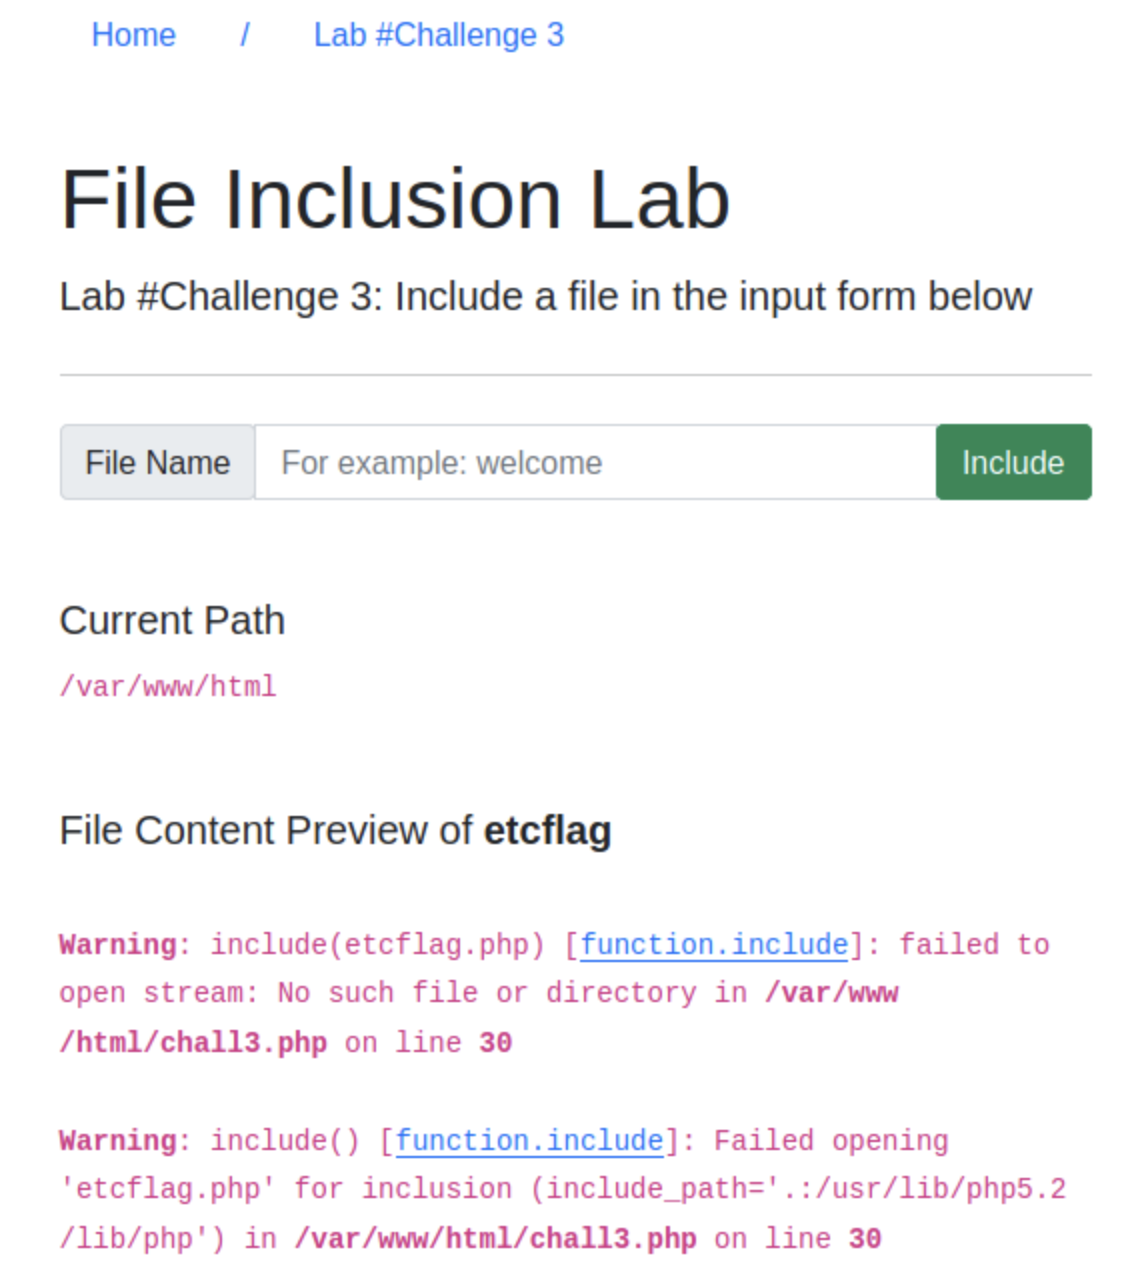 Home / Lab #Challenge 3
File Inclusion Lab
Lab #Challenge 3: Include a file in the input form below
File Name For example: welcome Include
Current Path
/var/www/html
File Content Preview of etcflag
Warning: include(etcflag.php) [function.include]: failed to
open stream: No such file or directory in /var/www
/html/chall3.php on line 30
Warning: include() [function.include]: Failed opening
'etcflag.php' for inclusion (include_path='.:/usr/lib/php5.2
/lib/php') in /var/www/html/chall3.php on line 30